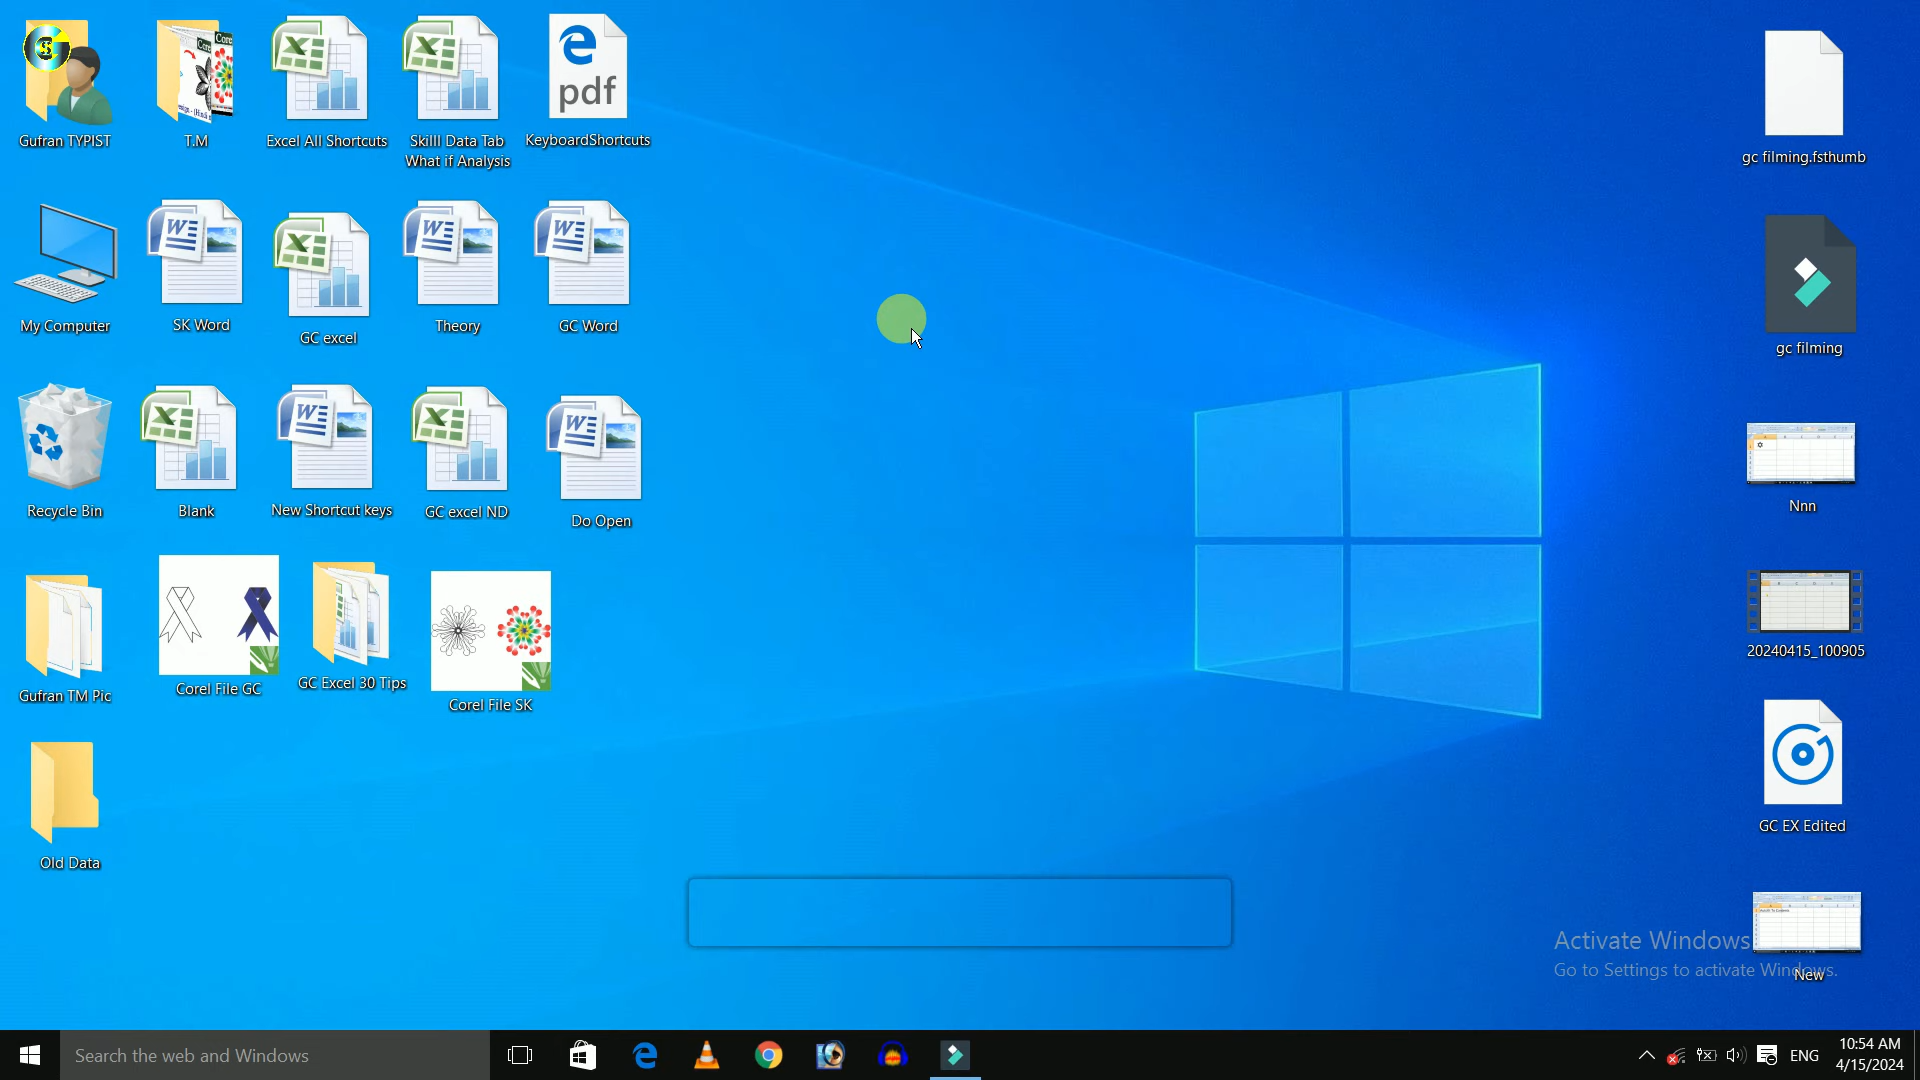 Gufran TYPIST
T.M
Excel All Shortcuts
Skilll Data Tab
What if Analysis
pdf
KeyboardShortcuts
gc filming.fsthumb
My Computer
SK Word
GC excel
Theory
GC Word
gc filming
Recycle Bin
Blank
New Shortcut keys
GC excel ND
Do Open
Nnn
Gufran TM Pic
Corel File GC
GC Excel 30 Tips
Corel File SK
20240415_100905
Old Data
GC EX Edited
Activate Windows
Go to Settings to activate Windows.
New
Search the web and Windows
ENG
10:54 AM
4/15/2024